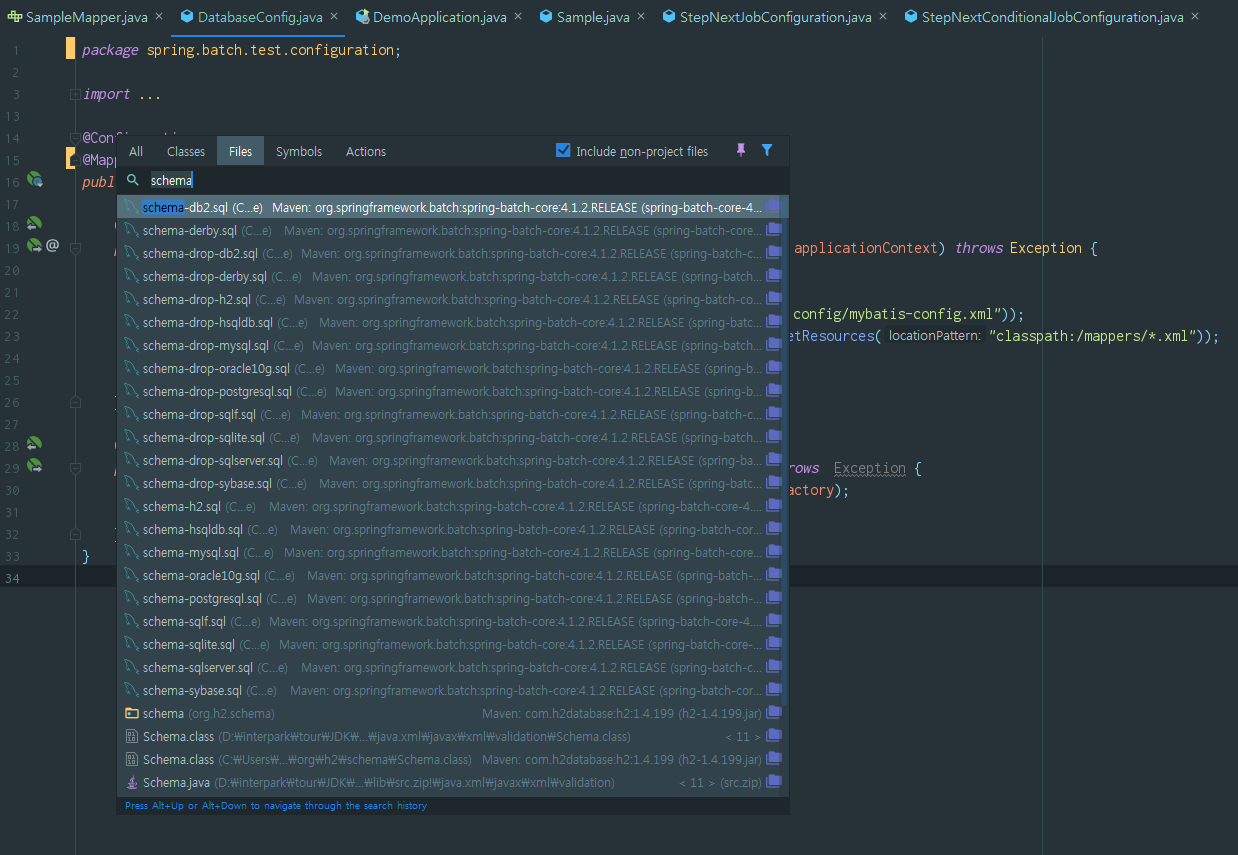 SampleMapper.java × DatabaseConfig.java × DemoApplication.java × Sample.java × StepNextJobConfiguration.java × StepNextConditionalJobConfiguration.java ×
1 package spring.batch.test.configuration;
2
3 import ...
13
14 @Conf
15 @Mapp
16 publ
17
18
19 @ applicationContext) throws Exception {
20
21
22 config/mybatis-config.xml"));
23 etResources( locationPattern: "classpath:/mappers/*.xml"));
24
25
26
27
28
29 rows Exception {
30 actory);
31
32
33 }
34
All Classes Files Symbols Actions Include non-project files
schema
schema-db2.sql (C...e) Maven: org.springframework.batch:spring-batch-core:4.1.2.RELEASE (spring-batch-core-4...
schema-derby.sql (C...e) Maven: org.springframework.batch:spring-batch-core:4.1.2.RELEASE (spring-batch-core...
schema-drop-db2.sql (C...e) Maven: org.springframework.batch:spring-batch-core:4.1.2.RELEASE (spring-batch-c...
schema-drop-derby.sql (C...e) Maven: org.springframework.batch:spring-batch-core:4.1.2.RELEASE (spring-batch...
schema-drop-h2.sql (C...e) Maven: org.springframework.batch:spring-batch-core:4.1.2.RELEASE (spring-batch-co...
schema-drop-hsqldb.sql (C...e) Maven: org.springframework.batch:spring-batch-core:4.1.2.RELEASE (spring-batc...
schema-drop-mysql.sql (C...e) Maven: org.springframework.batch:spring-batch-core:4.1.2.RELEASE (spring-batch...
schema-drop-oracle10g.sql (C...e) Maven: org.springframework.batch:spring-batch-core:4.1.2.RELEASE (spring-b...
schema-drop-postgresql.sql (C...e) Maven: org.springframework.batch:spring-batch-core:4.1.2.RELEASE (spring-b...
schema-drop-sqlf.sql (C...e) Maven: org.springframework.batch:spring-batch-core:4.1.2.RELEASE (spring-batch-c...
schema-drop-sqlite.sql (C...e) Maven: org.springframework.batch:spring-batch-core:4.1.2.RELEASE (spring-batch...
schema-drop-sqlserver.sql (C...e) Maven: org.springframework.batch:spring-batch-core:4.1.2.RELEASE (spring-ba...
schema-drop-sybase.sql (C...e) Maven: org.springframework.batch:spring-batch-core:4.1.2.RELEASE (spring-batc...
schema-h2.sql (C...e) Maven: org.springframework.batch:spring-batch-core:4.1.2.RELEASE (spring-batch-core-4....
schema-hsqldb.sql (C...e) Maven: org.springframework.batch:spring-batch-core:4.1.2.RELEASE (spring-batch-cor...
schema-mysql.sql (C...e) Maven: org.springframework.batch:spring-batch-core:4.1.2.RELEASE (spring-batch-core...
schema-oracle10g.sql (C...e) Maven: org.springframework.batch:spring-batch-core:4.1.2.RELEASE (spring-batch-...
schema-postgresql.sql (C...e) Maven: org.springframework.batch:spring-batch-core:4.1.2.RELEASE (spring-batch-...
schema-sqlf.sql (C...e) Maven: org.springframework.batch:spring-batch-core:4.1.2.RELEASE (spring-batch-core-4....
schema-sqlite.sql (C...e) Maven: org.springframework.batch:spring-batch-core:4.1.2.RELEASE (spring-batch-core-...
schema-sqlserver.sql (C...e) Maven: org.springframework.batch:spring-batch-core:4.1.2.RELEASE (spring-batch-c...
schema-sybase.sql (C...e) Maven: org.springframework.batch:spring-batch-core:4.1.2.RELEASE (spring-batch-cor...
schema (org.h2.schema) Maven: com.h2database:h2:1.4.199 (h2-1.4.199.jar)
Schema.class (D:₩interpark₩tour₩JDK₩...₩java.xml₩javax₩xml₩validation₩Schema.class) < 11 >
Schema.class (C:₩Users₩...₩org₩h2₩schema₩Schema.class) Maven: com.h2database:h2:1.4.199 (h2-1.4.199.jar)
Schema.java (D:₩interpark₩tour₩JDK₩...₩lib₩src.zip!₩java.xml₩javax₩xml₩validation) < 11 > (src.zip)
Press Alt+Up or Alt+Down to navigate through the search history